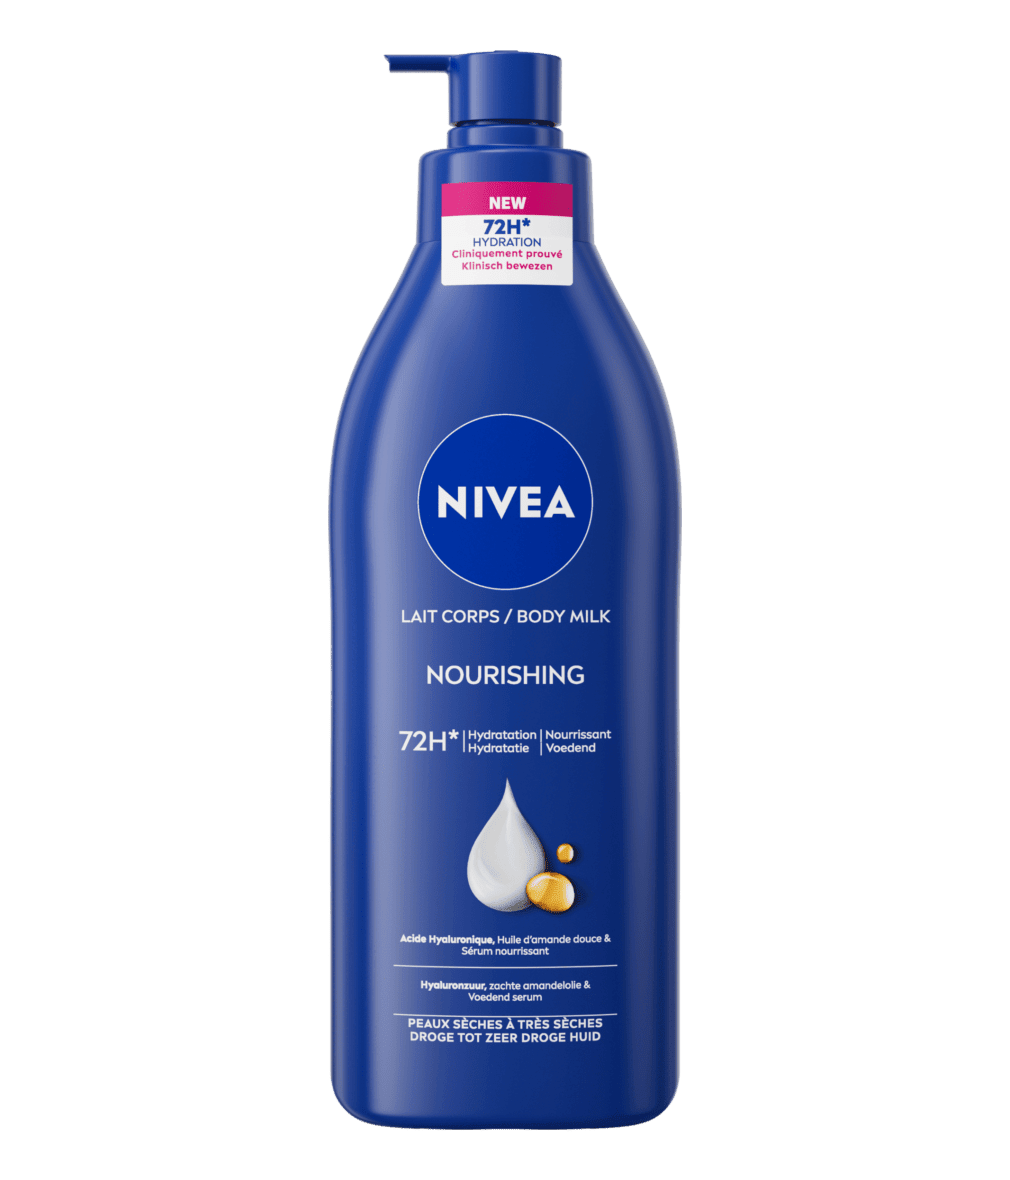 NEW
72H*
HYDRATION
Cliniquement prouvé
Klinisch bewezen
NIVEA
LAIT CORPS / BODY MILK
NOURISHING
72H* | Hydratation | Nourrissant
Hydratatie | Voedend
Acide Hyaluronique, Huile d'amande douce &
Sérum nourrissant
Hyaluronzuur, zachte amandelolie &
Voedend serum
PEAUX SÈCHES À TRÈS SÈCHES
DROGE TOT ZEER DROGE HUID